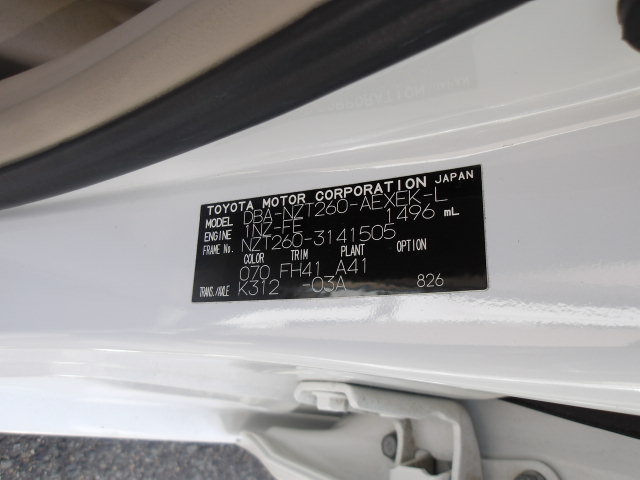 TOYOTA MOTOR CORPORATION JAPAN
MODEL DBA-NZT260-AEXEK-L
ENGINE 1NZ-FE 1496 mL
FRAME No. NZT260-3141505
COLOR TRIM PLANT OPTION
070 FH41 A41
TRANS./AXLE K312 -03A 826